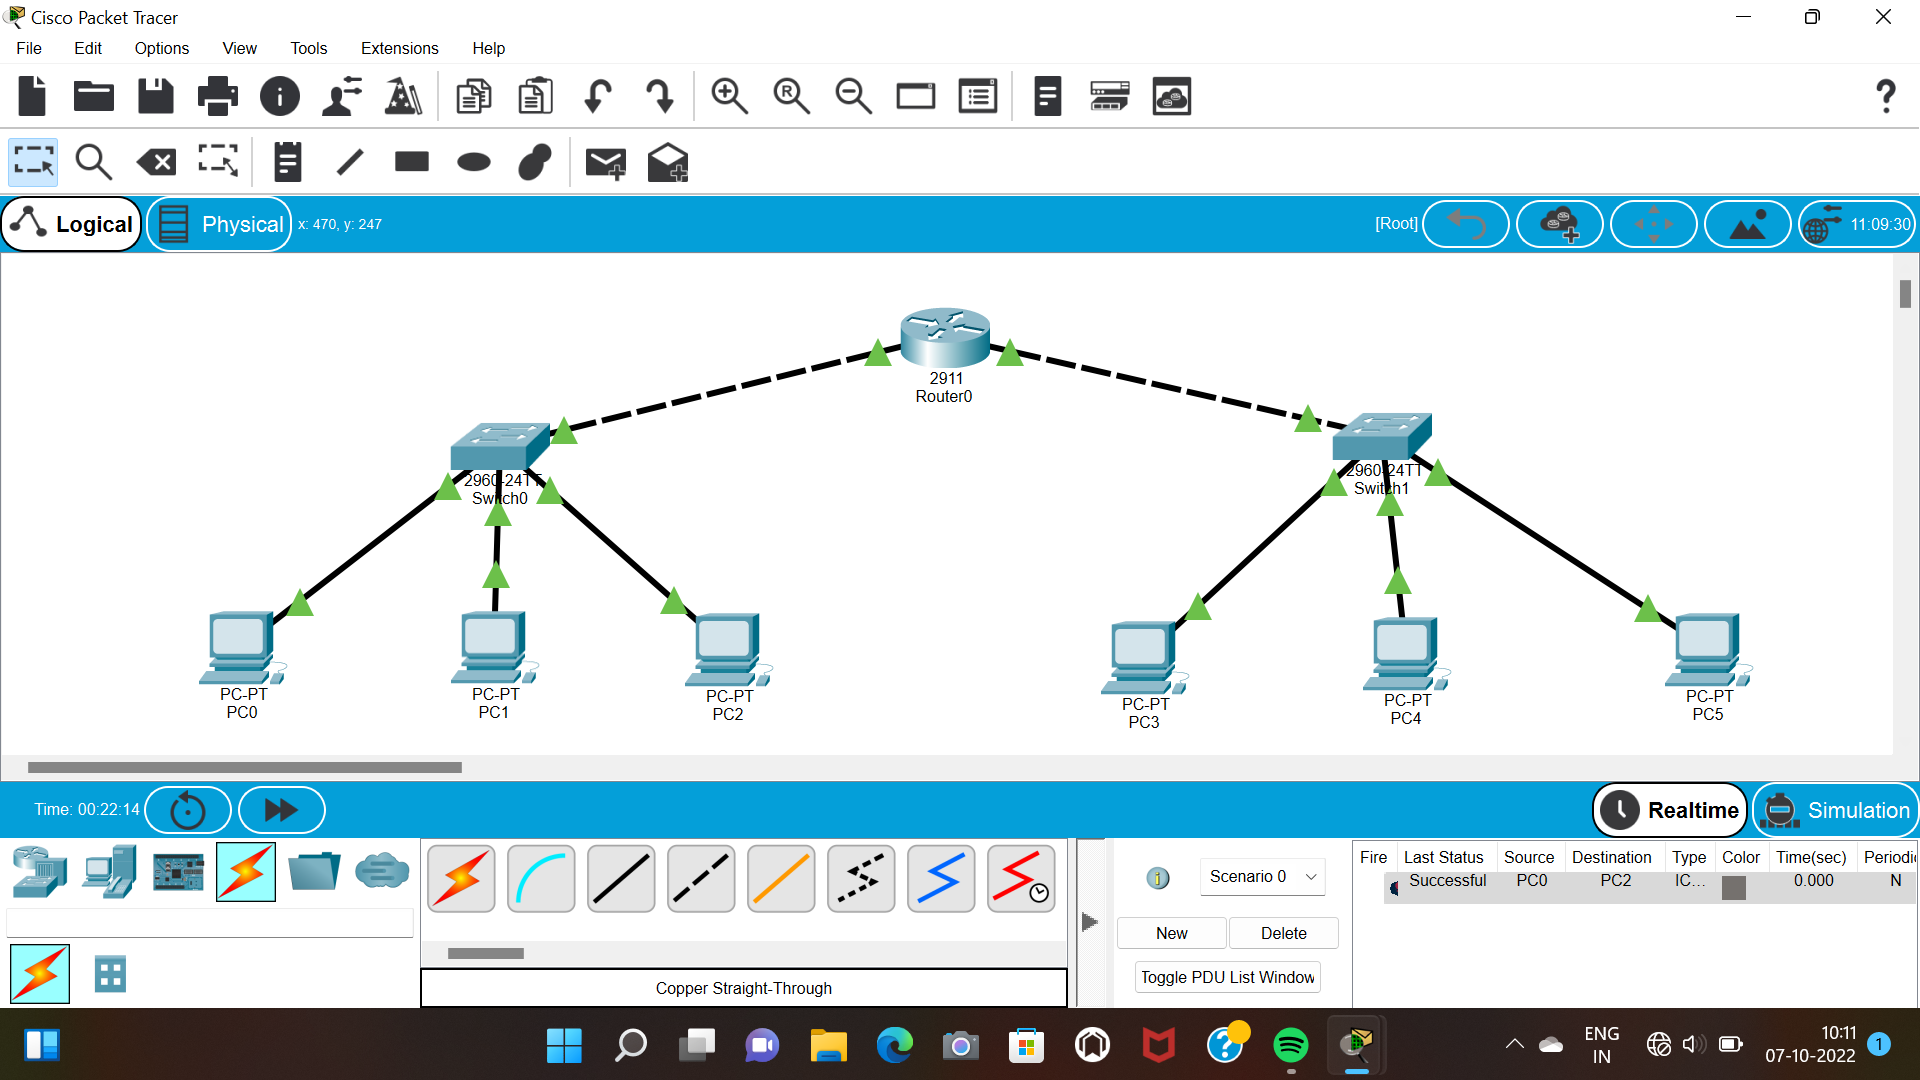 Cisco Packet Tracer
File Edit Options View Tools Extensions Help
Logical Physical x: 470, y: 247 [Root] 11:09:30
2911
Router0
2960-24TT
Switch0
2960-24TT
Switch1
PC-PT
PC0
PC-PT
PC1
PC-PT
PC2
PC-PT
PC3
PC-PT
PC4
PC-PT
PC5
Time: 00:22:14 Realtime Simulation
Fire Last Status Source Destination Type Color Time(sec) Periodic
Successful PC0 PC2 IC... 0.000 N
Scenario 0
New Delete
Toggle PDU List Window
Copper Straight-Through
ENG
IN
10:11
07-10-2022
1